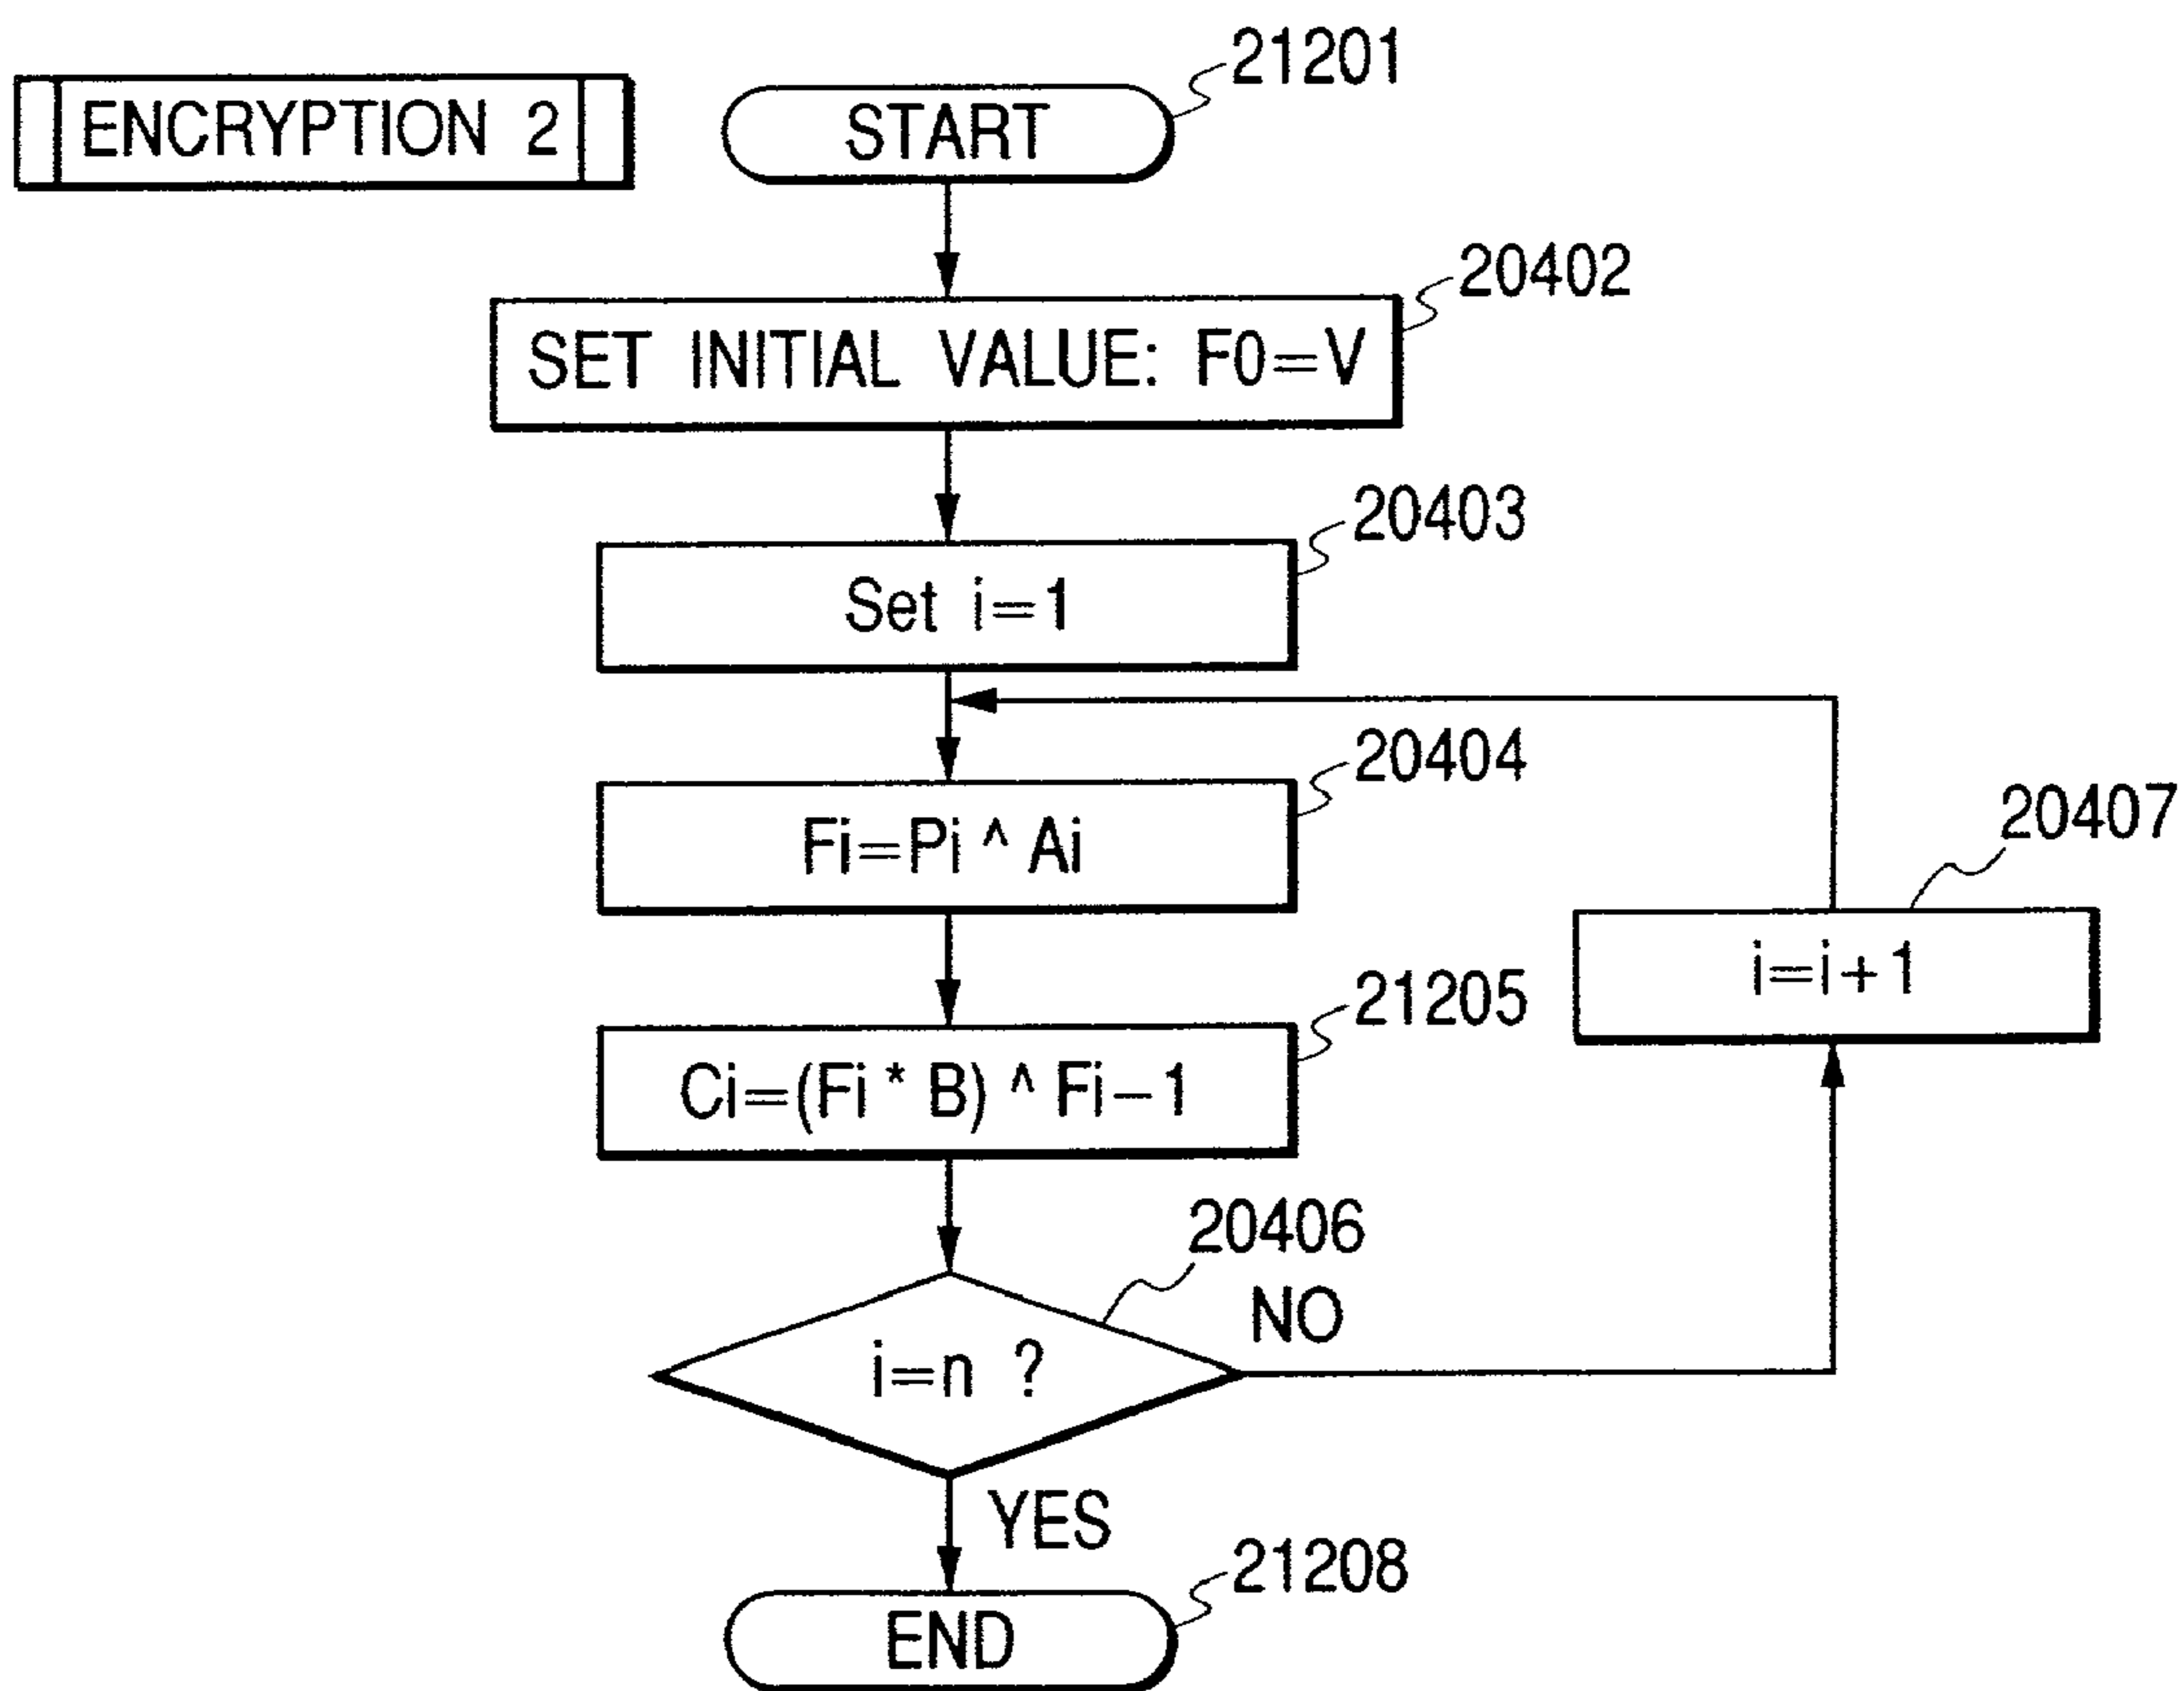 ENCRYPTION 2
START
21201
SET INITIAL VALUE: F0=V
20402
Set i=1
20403
Fi=Pi ^ Ai
20404
i=i+1
20407
Ci=(Fi * B) ^ Fi-1
21205
i=n ?
20406
NO
YES
END
21208